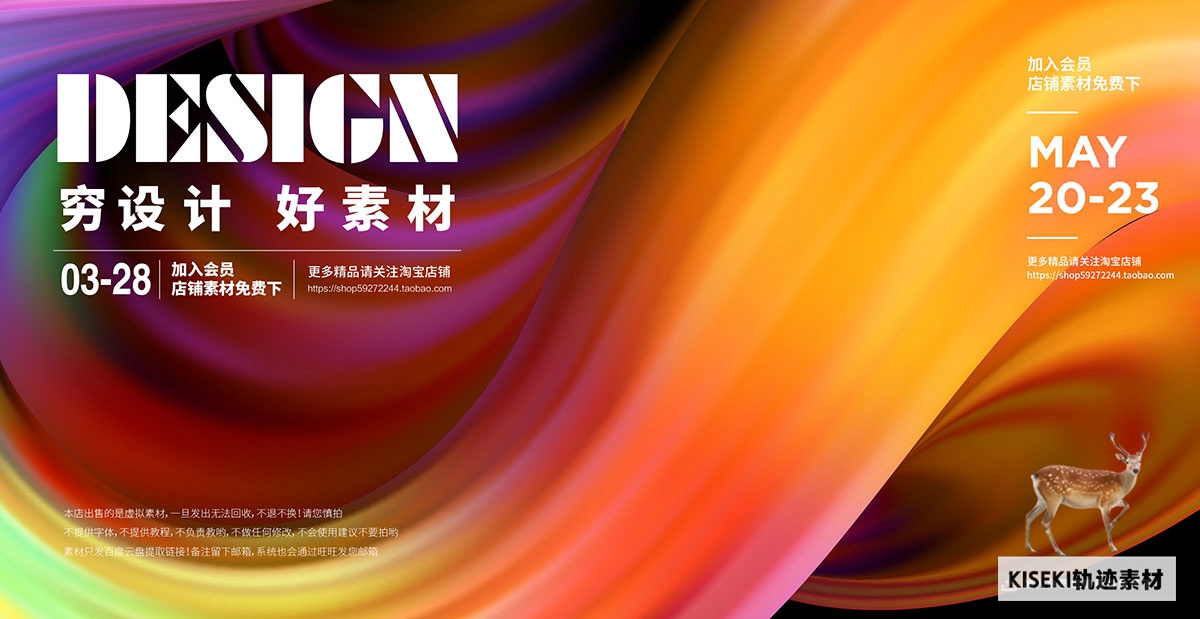 DESIGN
穷设计 好素材
03-28
加入会员
店铺素材免费下
更多精品请关注淘宝店铺
https://shop59272244.taobao.com
加入会员
店铺素材免费下
MAY
20-23
更多精品请关注淘宝店铺
https://shop59272244.taobao.com
本店出售的是虚拟素材,一旦发出无法回收,不退不换!请您慎拍
不提供字体,不提供教程,不负责教哟,不做任何修改,不会使用建议不要拍哟
素材只发百度云盘提取链接!备注留下邮箱,系统也会通过旺旺发您邮箱
KISEKI轨迹素材